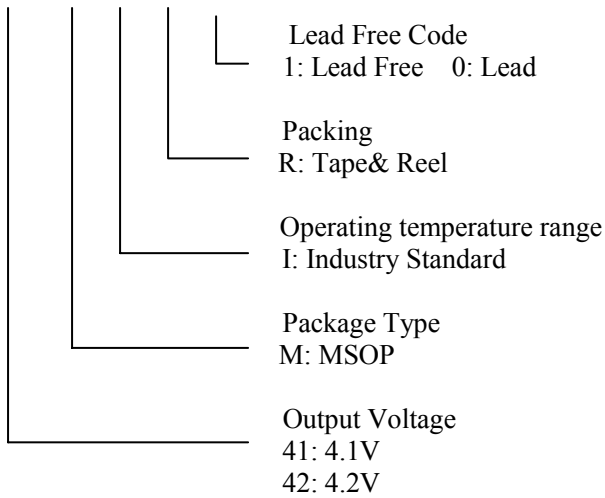 Lead Free Code
1: Lead Free 0: Lead
Packing
R: Tape& Reel
Operating temperature range
I: Industry Standard
Package Type
M: MSOP
Output Voltage
41: 4.1V
42: 4.2V